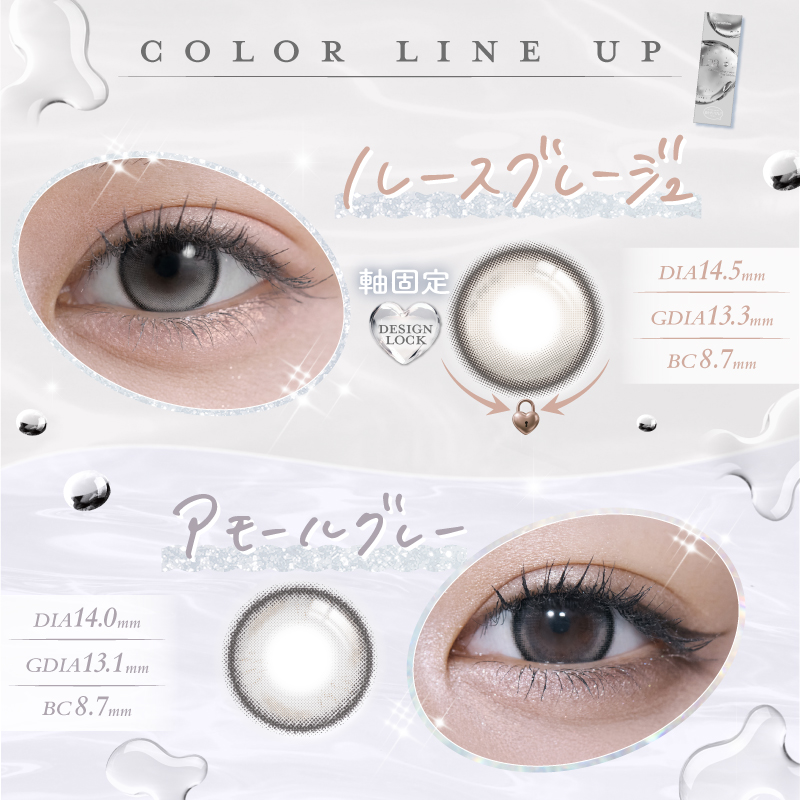 COLOR LINE UP
ルースグレージュ
軸固定
DESIGN
LOCK
DIA14.5mm
GDIA13.3mm
BC8.7mm
アモールグレー
DIA14.0mm
GDIA13.1mm
BC8.7mm